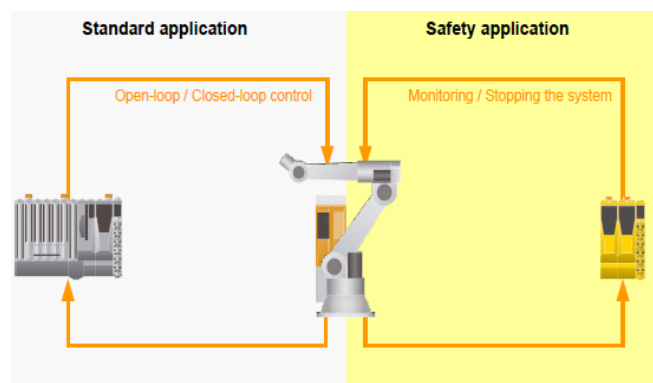 Standard application
Safety application
Open-loop / Closed-loop control
Monitoring / Stopping the system